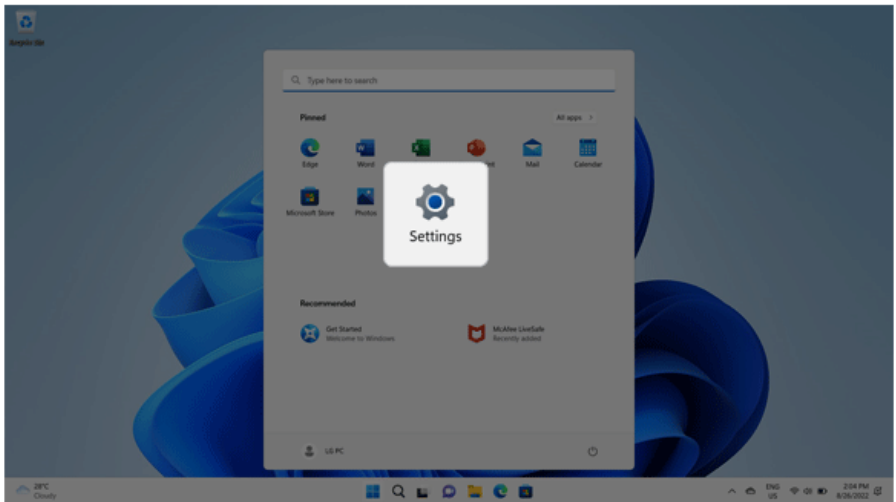 Type here to search
Pinned
All apps >
Edge
Word
Mail
Calendar
Microsoft Store
Photos
Settings
Recommended
Get Started
Welcome to Windows
McAfee LiveSafe
Recently added
LG PC
28°C
Cloudy
ENG
US
2:04 PM
8/26/2022